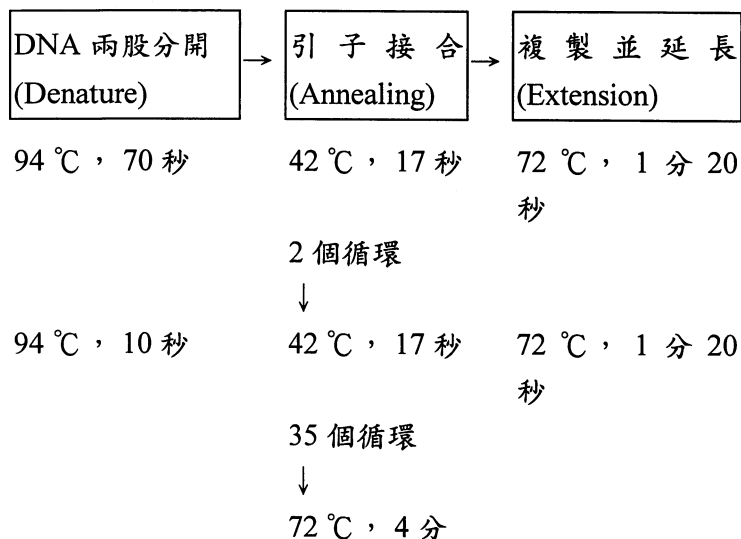 DNA 兩股分開 → 引子接合 → 複製並延長
(Denature) (Annealing) (Extension)
94 ℃，70 秒 42 ℃，17 秒 72 ℃，1 分 20
秒
2 個循環
↓
94 ℃，10 秒 42 ℃，17 秒 72 ℃，1 分 20
秒
35 個循環
↓
72 ℃，4 分